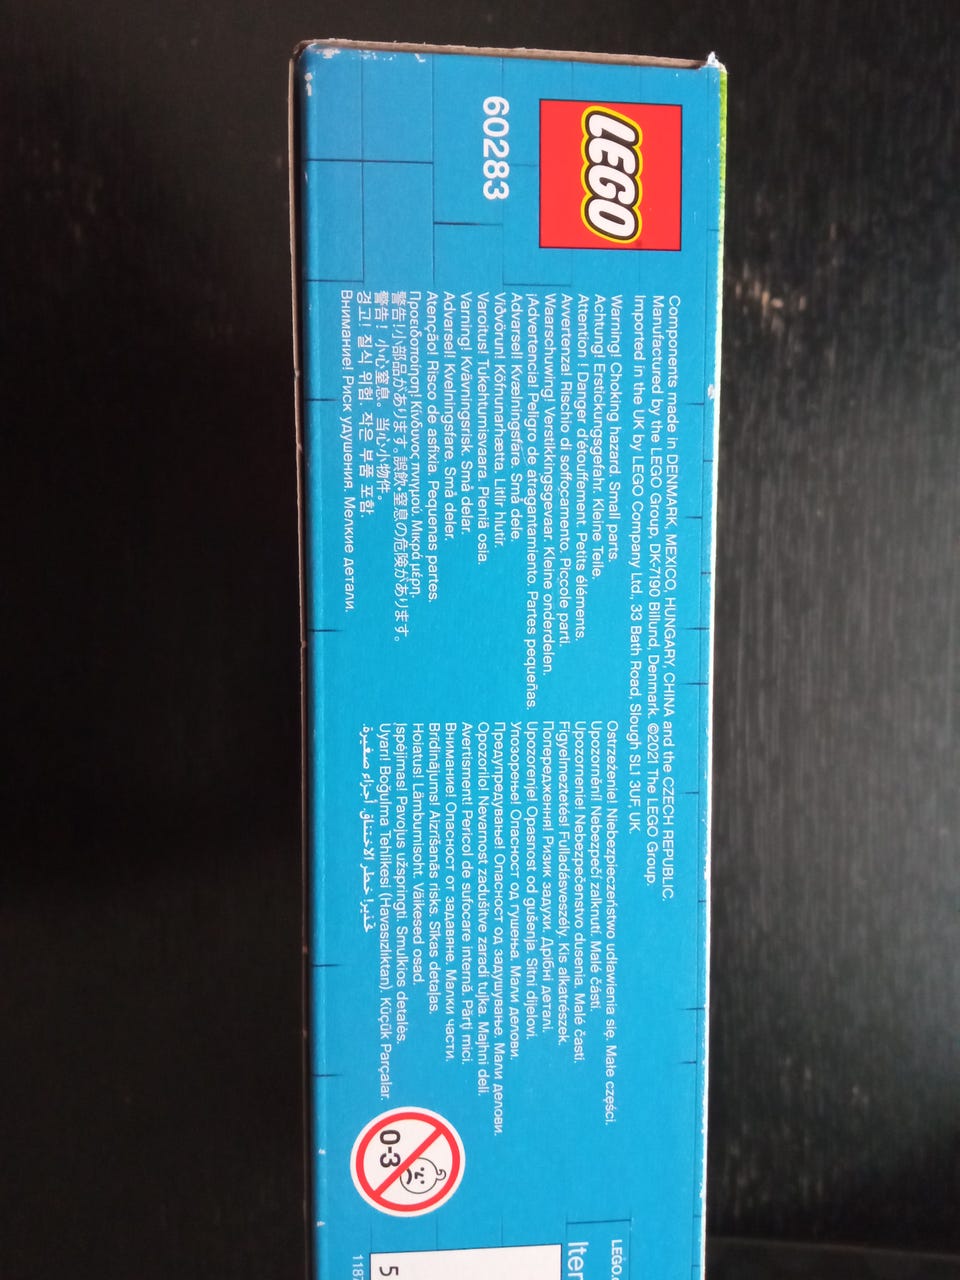 LEGO
60283
Components made in DENMARK, MEXICO, HUNGARY, CHINA and the CZECH REPUBLIC.
Manufactured by the LEGO Group, DK-7190 Billund, Denmark. ©2021 The LEGO Group.
Imported in the UK by LEGO Company Ltd., 33 Bath Road, Slough SL1 3UF, UK
Warning! Choking hazard. Small parts.
Achtung! Erstickungsgefahr. Kleine Teile.
Attention ! Danger d'étouffement. Petits éléments.
Avvertenza! Rischio di soffocamento. Piccole parti.
Waarschuwing! Verstikkingsgevaar. Kleine onderdelen.
¡Advertencia! Peligro de atragantamiento. Partes pequeñas.
Advarsel! Kvælningsfare. Små dele.
Viðvörun! Köfnunarhætta. Litlir hlutir.
Varoitus! Tukehtumisvaara. Pieniä osia.
Varning! Kvävningsrisk. Små delar.
Advarsel! Kvelningsfare. Små deler.
Atenção! Risco de asfixia. Pequenas partes.
Προειδοποίηση! Κίνδυνος πνιγμού. Μικρά μέρη.
警告!小部品があります。誤飲・窒息の危険があります。
警告！小心窒息。当心小物件。
경고! 질식 위험. 작은 부품 포함.
Внимание! Риск удушения. Мелкие детали.
Ostrzeżenie! Niebezpieczeństwo udławienia się. Małe części.
Upozornění! Nebezpečí zalknutí. Malé části.
Upozornenie! Nebezpečenstvo dusenia. Malé časti.
Figyelmeztetés! Fulladásveszély. Kis alkatrészek.
Попередження! Ризик задухи. Дрібні деталі.
Upozorenje! Opasnost od gušenja. Sitni dijelovi.
Упозорење! Опасност од гушења. Мали делови.
Предупредување! Опасност од задушување. Мали делови.
Opozorilo! Nevarnost zadušitve zaradi tujka. Majhni deli.
Avertisment! Pericol de sufocare internă. Părți mici.
Внимание! Опасност от задавяне. Малки части.
Brīdinājums! Aizrīšanās risks. Sīkas detaļas.
Hoiatus! Lämbumisoht. Väikesed osad.
Įspėjimas! Pavojus užspringti. Smulkios detalės.
Uyarı! Boğulma Tehlikesi (Havasızlıktan). Küçük Parçalar.
تحذير! خطر الاختناق. أجزاء صغيرة.
0-3
LEGO.
5
1187